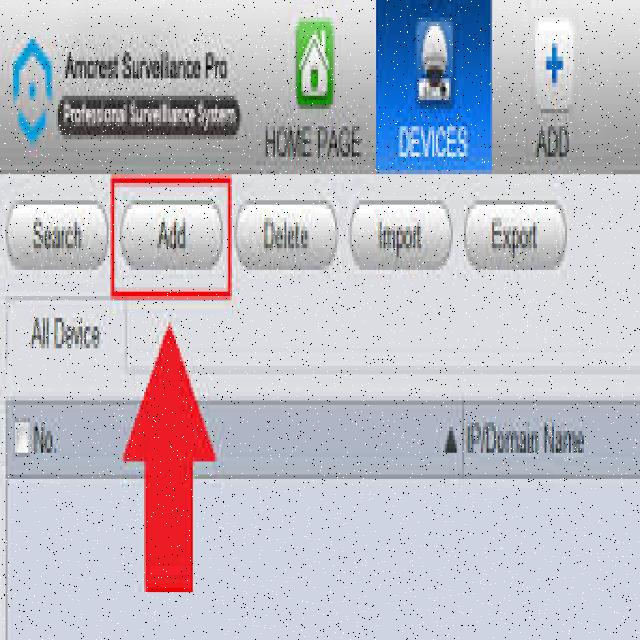 Amcrest Surveillance Pro
Professional Surveillance System
HOME PAGE
DEVICES
ADD
Search
Add
Delete
Import
Export
All Device
No.
IP/Domain Name